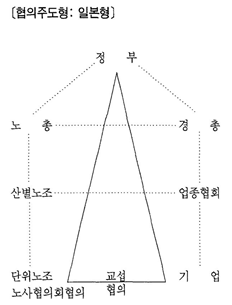 〔협의주도형: 일본형〕
정 부
노 총 경 총
산별노조 업종협회
단위노조 교섭 기 업
노사협의회협의 협의